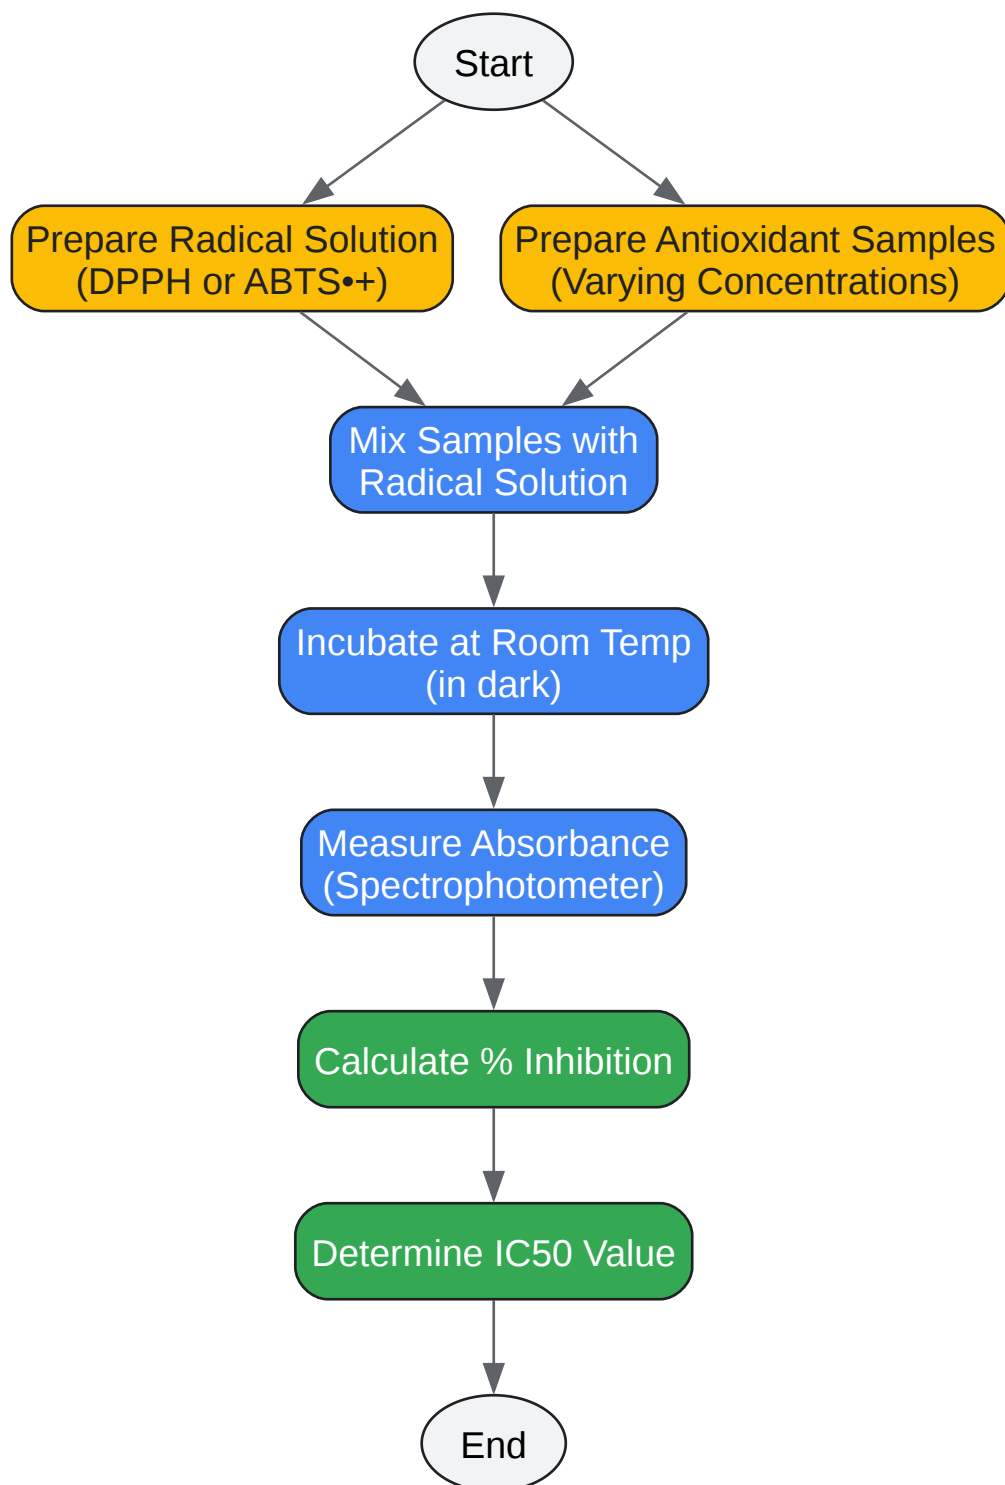 Start
Prepare Radical Solution
(DPPH or ABTS•+)
Prepare Antioxidant Samples
(Varying Concentrations)
Mix Samples with
Radical Solution
Incubate at Room Temp
(in dark)
Measure Absorbance
(Spectrophotometer)
Calculate % Inhibition
Determine IC50 Value
End